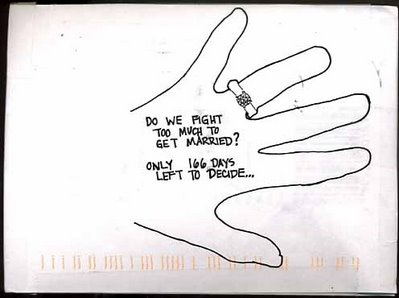 DO WE FIGHT
TOO MUCH TO
GET MARRIED?
ONLY 166 DAYS
LEFT TO DECIDE...